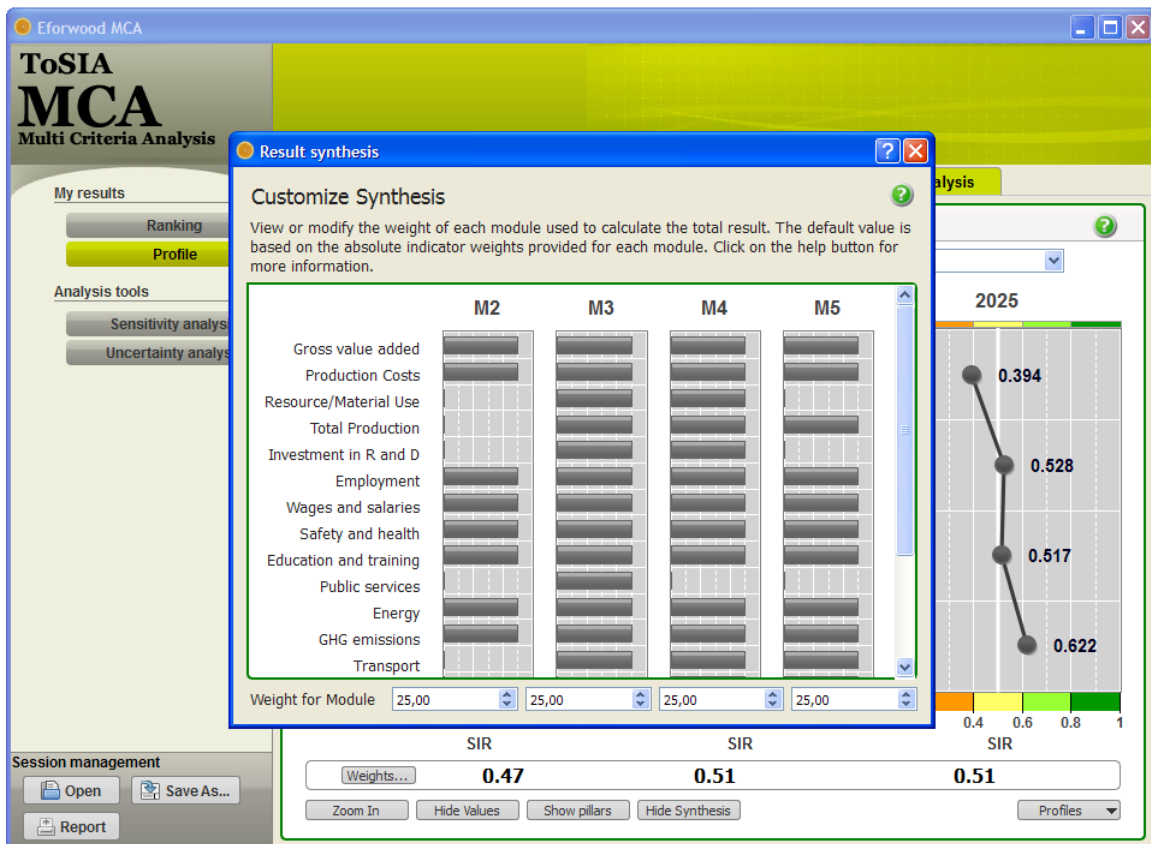 Eforwood MCA
ToSIA
MCA
Multi Criteria Analysis
My results
Ranking
Profile
Analysis tools
Sensitivity analysi
Uncertainty analys
Session management
Open
Save As...
Report
Result synthesis
?
Customize Synthesis
?
View or modify the weight of each module used to calculate the total result. The default value is
based on the absolute indicator weights provided for each module. Click on the help button for
more information.
M2 M3 M4 M5
Gross value added
Production Costs
Resource/Material Use
Total Production
Investment in R and D
Employment
Wages and salaries
Safety and health
Education and training
Public services
Energy
GHG emissions
Transport
Weight for Module 25,00 25,00 25,00 25,00
alysis
?
2025
0.394
0.528
0.517
0.622
0.4 0.6 0.8 1
SIR SIR SIR
Weights... 0.47 0.51 0.51
Zoom In Hide Values Show pillars Hide Synthesis Profiles